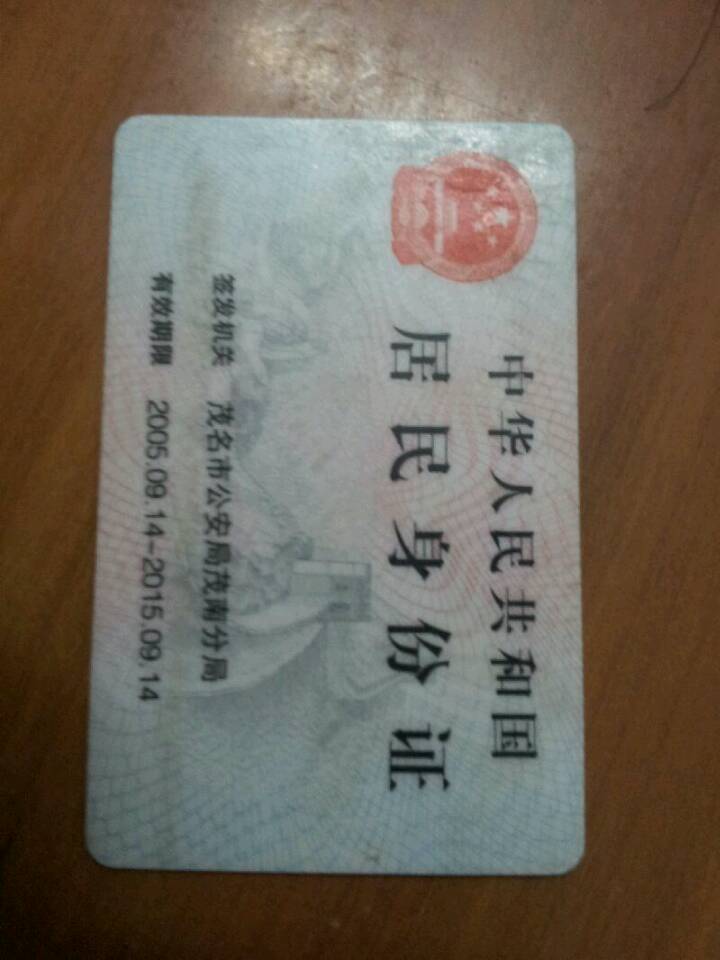 中华人民共和国
居民身份证
签发机关 茂名市公安局茂南分局
有效期限 2005.09.14-2015.09.14